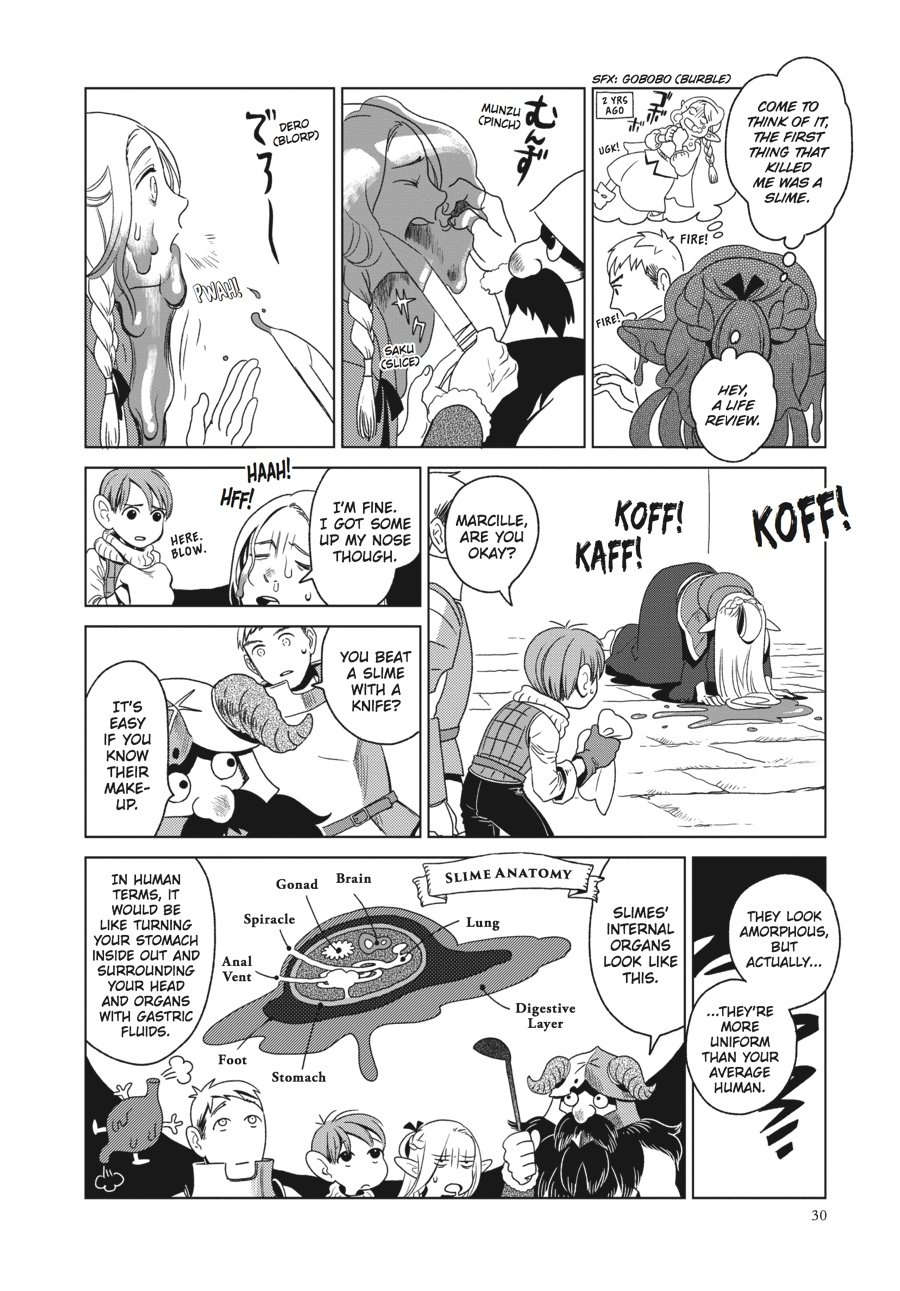 SFX: GOBOBO (BURBLE)
COME TO
THINK OF IT,
THE FIRST
THING THAT
KILLED
ME WAS A
SLIME.
2 YRS
AGO
UGK!
FIRE!
FIRE!
HEY,
A LIFE
REVIEW.
むんず
MUNZU
(PINCH)
サク
SAKU
(SLICE)
でろー
DERO
(BLORP)
PWAH!
KOFF!
KOFF!
KAFF!
MARCILLE,
ARE YOU
OKAY?
HAAH!
HFF!
I'M FINE.
I GOT SOME
UP MY NOSE
THOUGH.
HERE.
BLOW.
YOU BEAT
A SLIME
WITH A
KNIFE?
IT'S
EASY
IF YOU
KNOW
THEIR
MAKE-
UP.
THEY LOOK
AMORPHOUS,
BUT
ACTUALLY...
...THEY'RE
MORE
UNIFORM
THAN YOUR
AVERAGE
HUMAN.
SLIMES'
INTERNAL
ORGANS
LOOK LIKE
THIS.
SLIME ANATOMY
Brain
Gonad
Spiracle
Lung
Anal
Vent
Digestive
Layer
Foot
Stomach
IN HUMAN
TERMS, IT
WOULD BE
LIKE TURNING
YOUR STOMACH
INSIDE OUT AND
SURROUNDING
YOUR HEAD
AND ORGANS
WITH GASTRIC
FLUIDS.
30